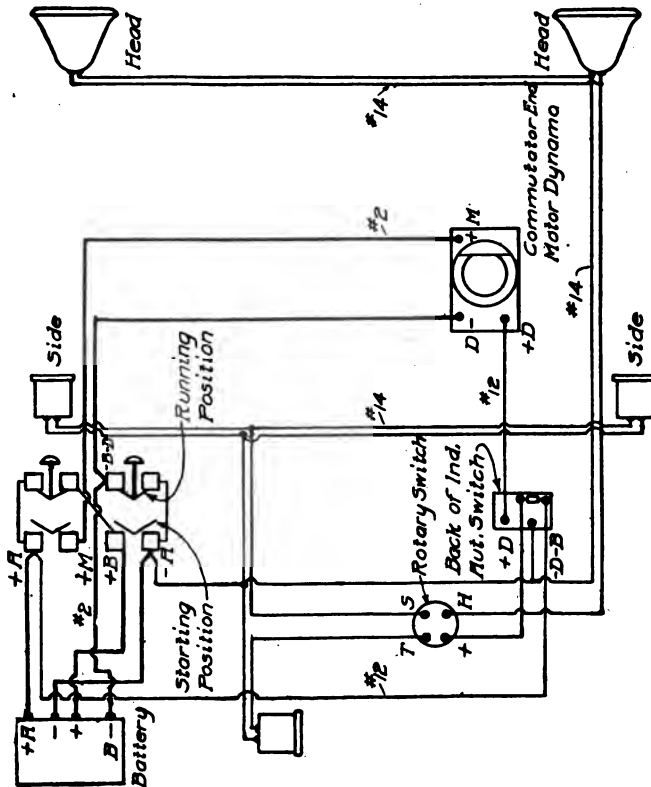 Head
Head
#14
Commutator End
Motor Dynamo
#2
+M
D-
+D
#14
Side
Side
Running
Position
#14
#12
-B-D
Rotary Switch
Back of Ind.
Aut. Switch
+A
+M
+B
-A
#2
Starting
Position
+D
-D-B
S
H
T
+
#12
+A
-
+
B-
Battery